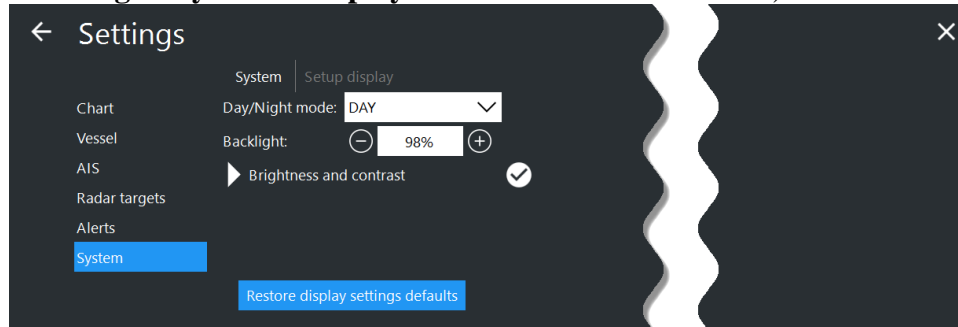 Settings
System Setup display
Chart
Day/Night mode: DAY
Vessel
Backlight: 98%
AIS
Brightness and contrast
Radar targets
Alerts
System
Restore display settings defaults